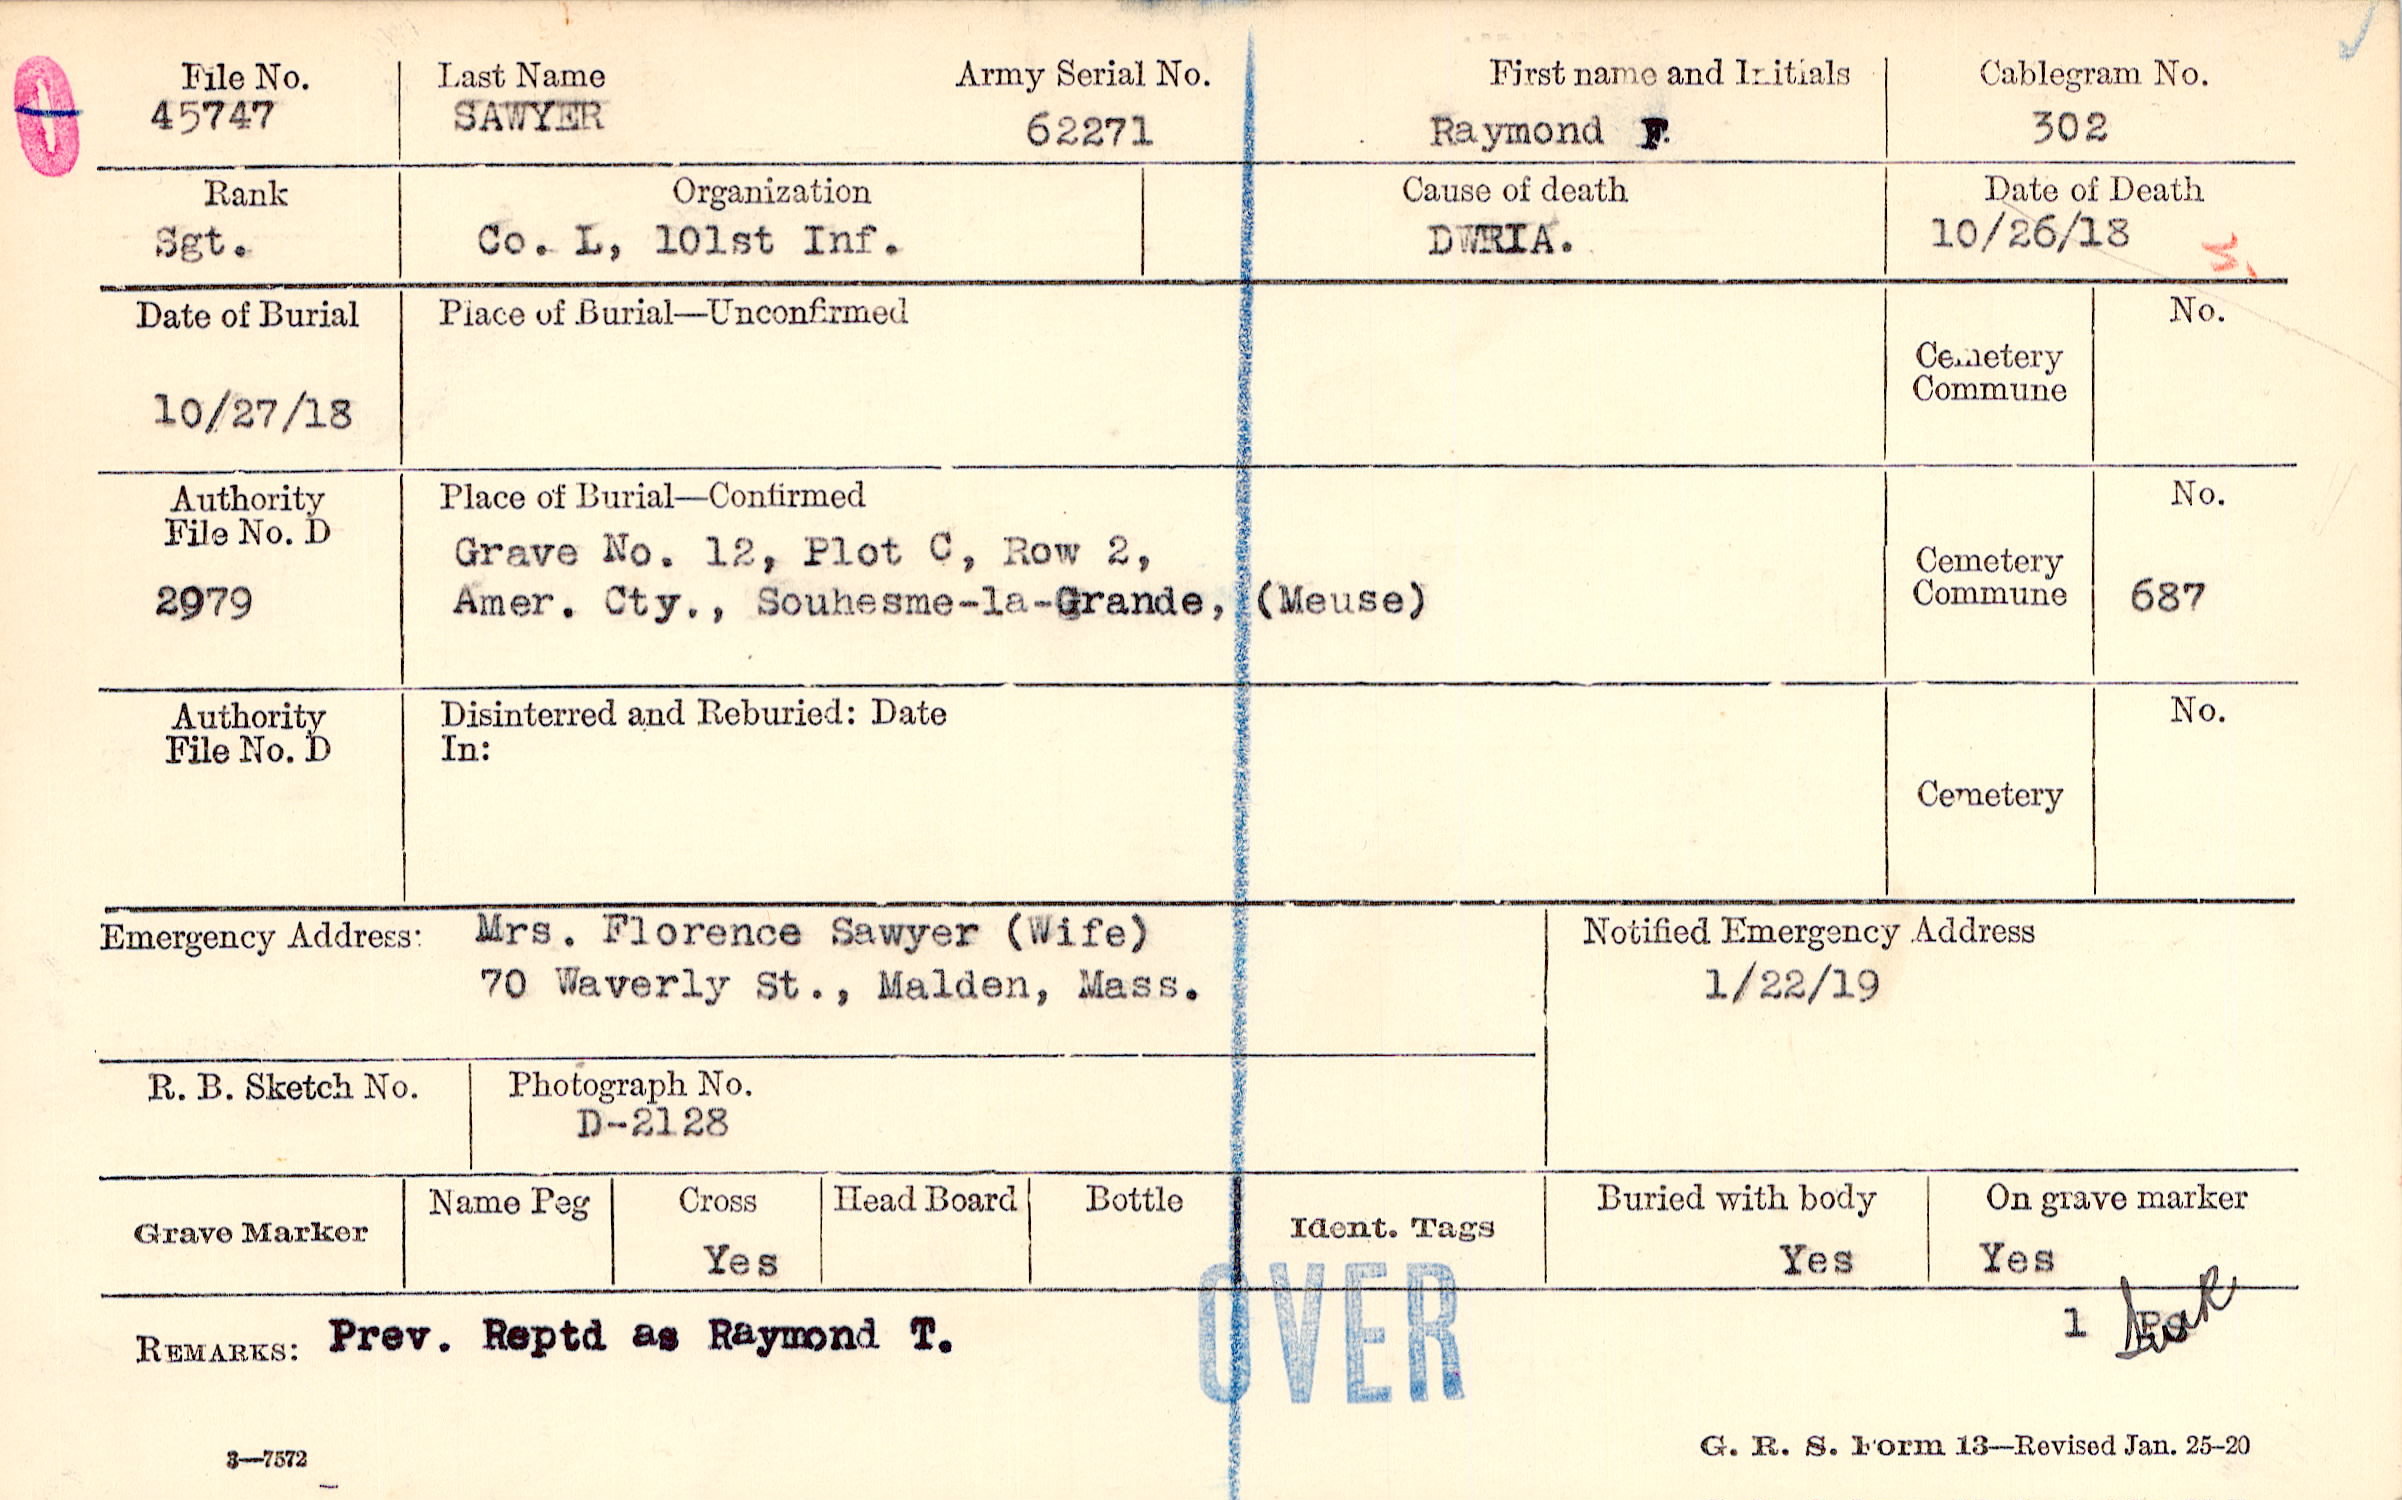 File No. Last Name Army Serial No. First name and Initials Cablegram No.
45747 SAWYER 62271 Raymond F. 302
Rank Organization Cause of death Date of Death
Sgt. Co. L, 101st Inf. DWRIA. 10/26/18
Date of Burial Place of Burial—Unconfirmed No.
Cemetery
Commune
10/27/18
Authority Place of Burial—Confirmed No.
File No. D
Grave No. 12, Plot C, Row 2,
Cemetery
2979 Amer. Cty., Souhesme-la-Grande, (Meuse) Commune 687
Authority Disinterred and Reburied: Date No.
File No. D In:
Cemetery
Emergency Address: Mrs. Florence Sawyer (Wife) Notified Emergency Address
70 Waverly St., Malden, Mass. 1/22/19
R. B. Sketch No. Photograph No.
D-2128
Grave Marker Name Peg Cross Head Board Bottle Ident. Tags Buried with body On grave marker
Yes Yes Yes
OVER
REMARKS: Prev. Reptd as Raymond T. 1
3—7572 G. R. S. Form 13—Revised Jan. 25-20